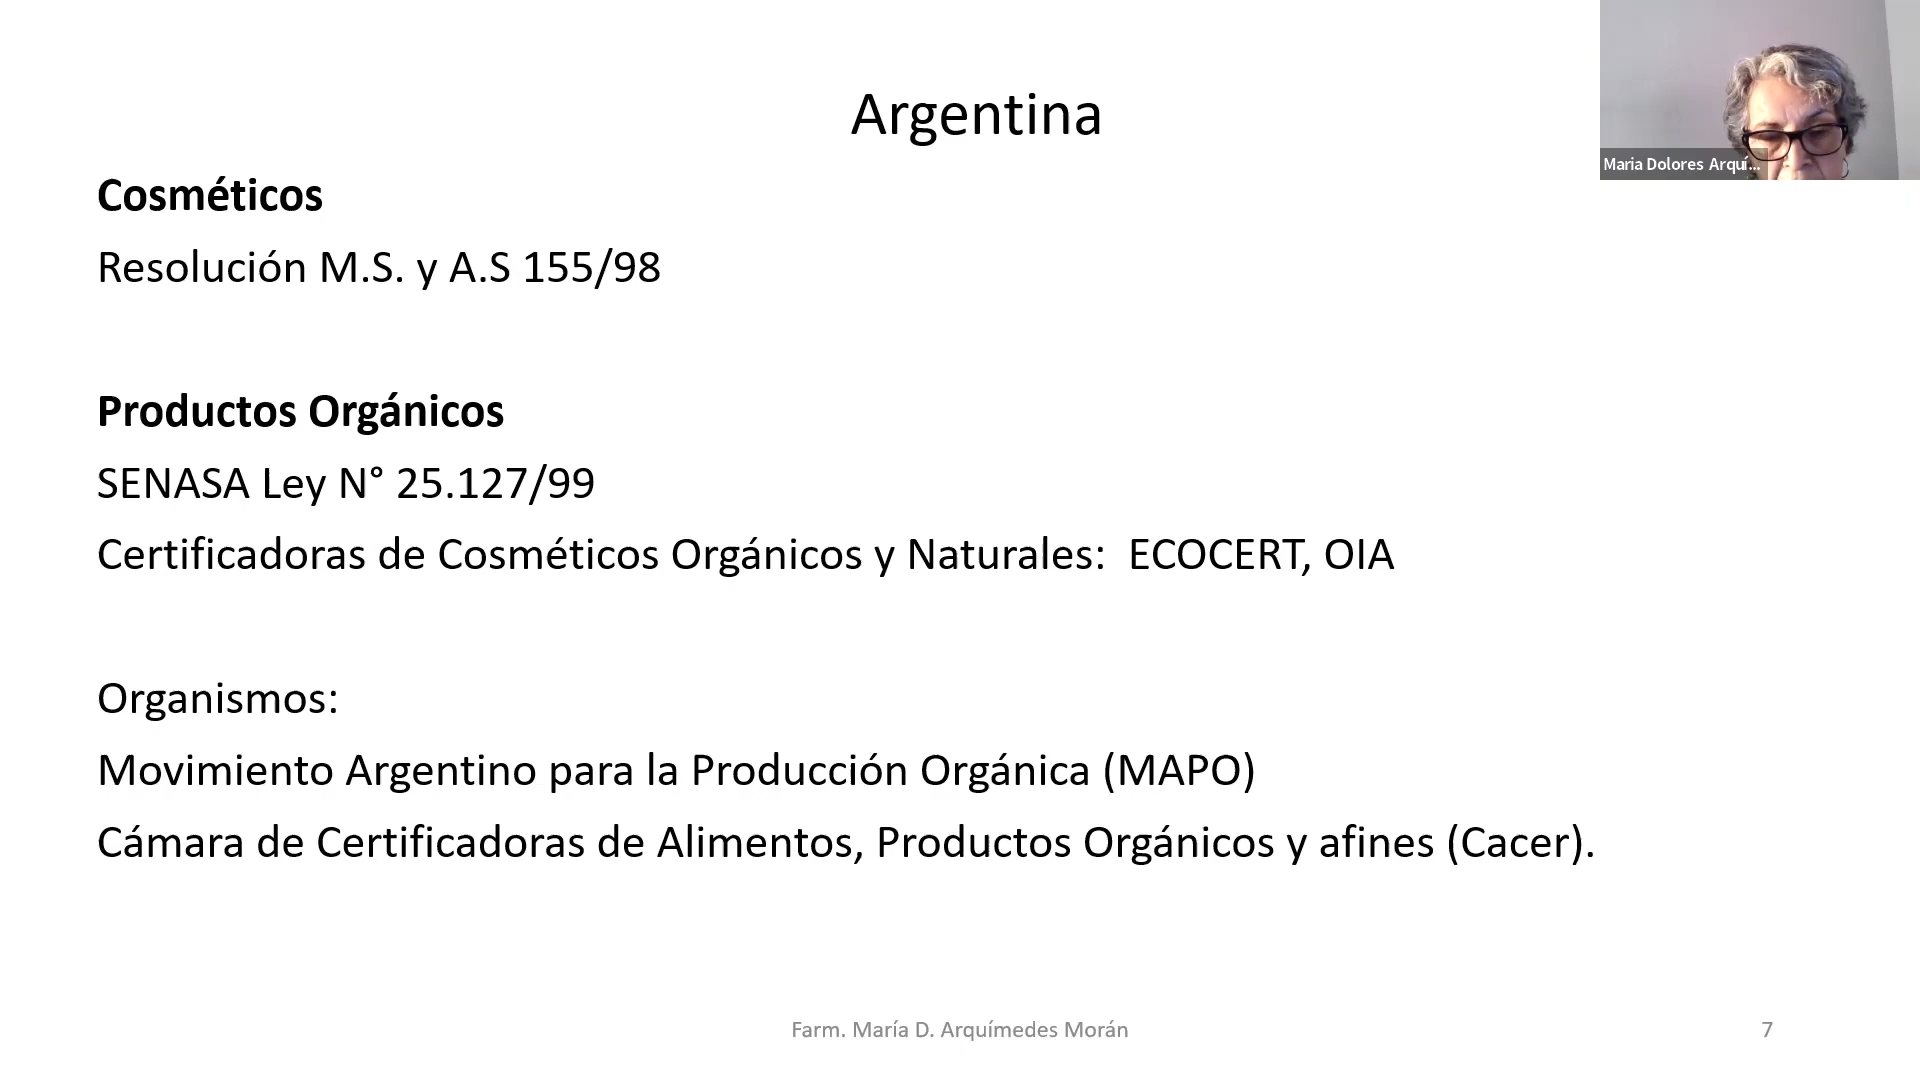 Argentina
Maria Dolores Arquí...
Cosméticos
Resolución M.S. y A.S 155/98
Productos Orgánicos
SENASA Ley N° 25.127/99
Certificadoras de Cosméticos Orgánicos y Naturales: ECOCERT, OIA
Organismos:
Movimiento Argentino para la Producción Orgánica (MAPO)
Cámara de Certificadoras de Alimentos, Productos Orgánicos y afines (Cacer).
Farm. María D. Arquímedes Morán
7